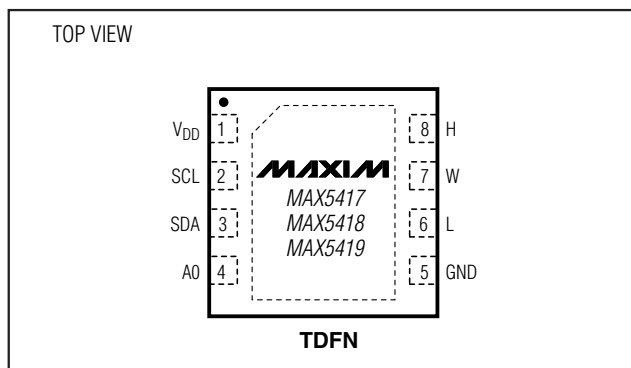 TOP VIEW
VDD 1
SCL 2
SDA 3
A0 4
MAXIM
MAX5417
MAX5418
MAX5419
8 H
7 W
6 L
5 GND
TDFN